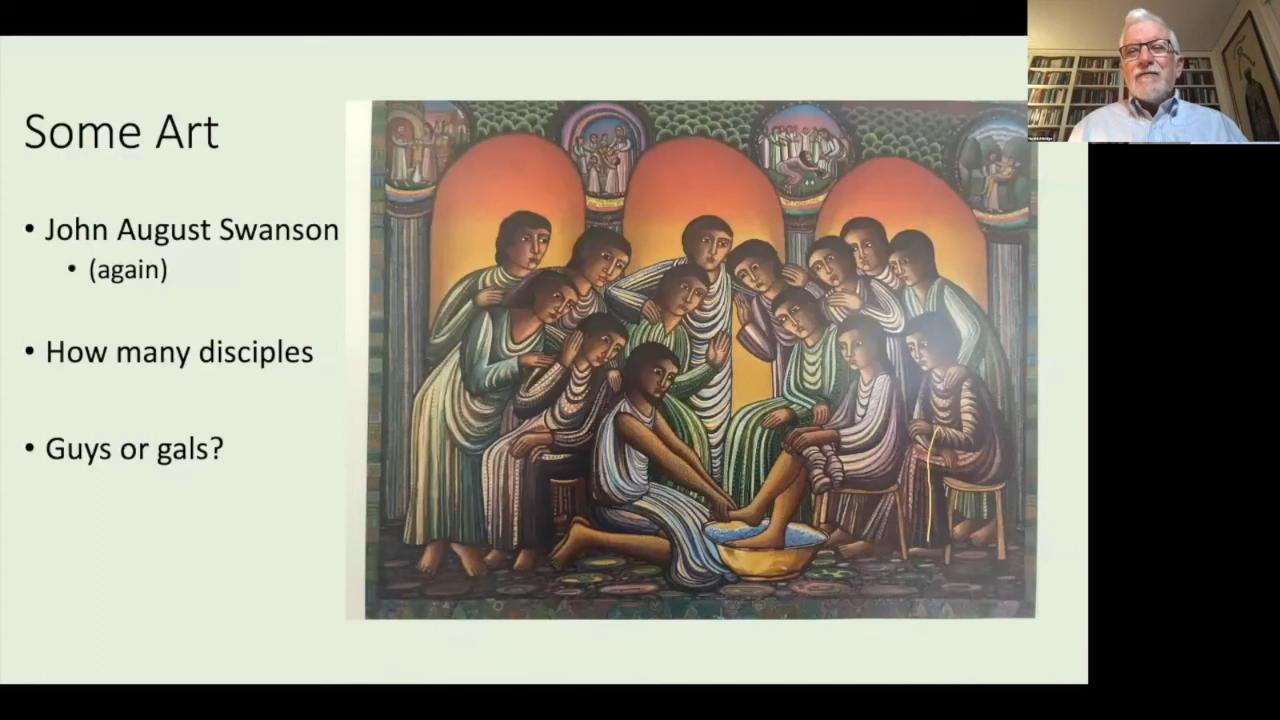 Some Art
• John August Swanson
• (again)
• How many disciples
• Guys or gals?